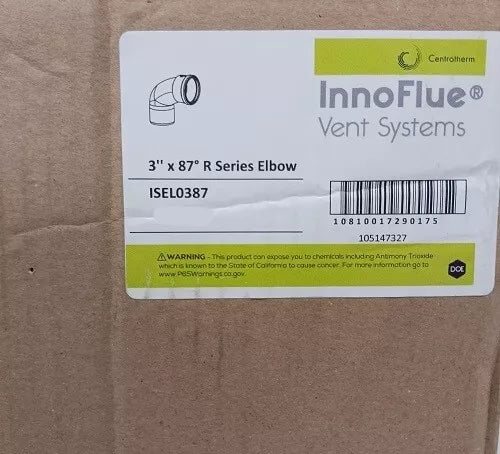 Centrotherm
InnoFlue®
Vent Systems
3'' x 87° R Series Elbow
ISEL0387
10810017290175
105147327
WARNING - This product can expose you to chemicals including Antimony Trioxide
which is known to the State of California to cause cancer. For more information go to
www.P65Warnings.ca.gov.
DOE